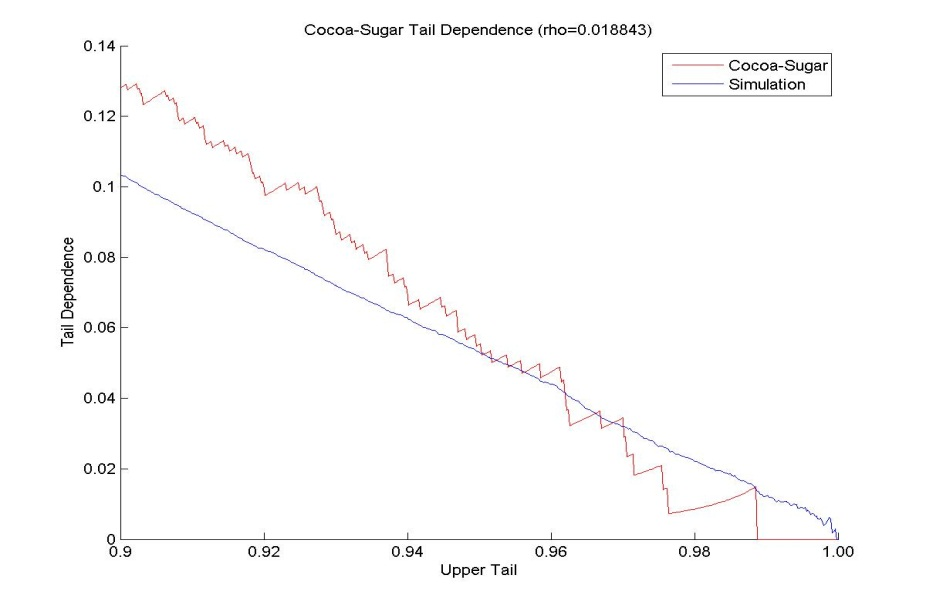 Cocoa-Sugar Tail Dependence (rho=0.018843)
Cocoa-Sugar
Simulation
Tail Dependence
0.14
0.12
0.1
0.08
0.06
0.04
0.02
0
0.9
0.92
0.94
0.96
0.98
1.00
Upper Tail